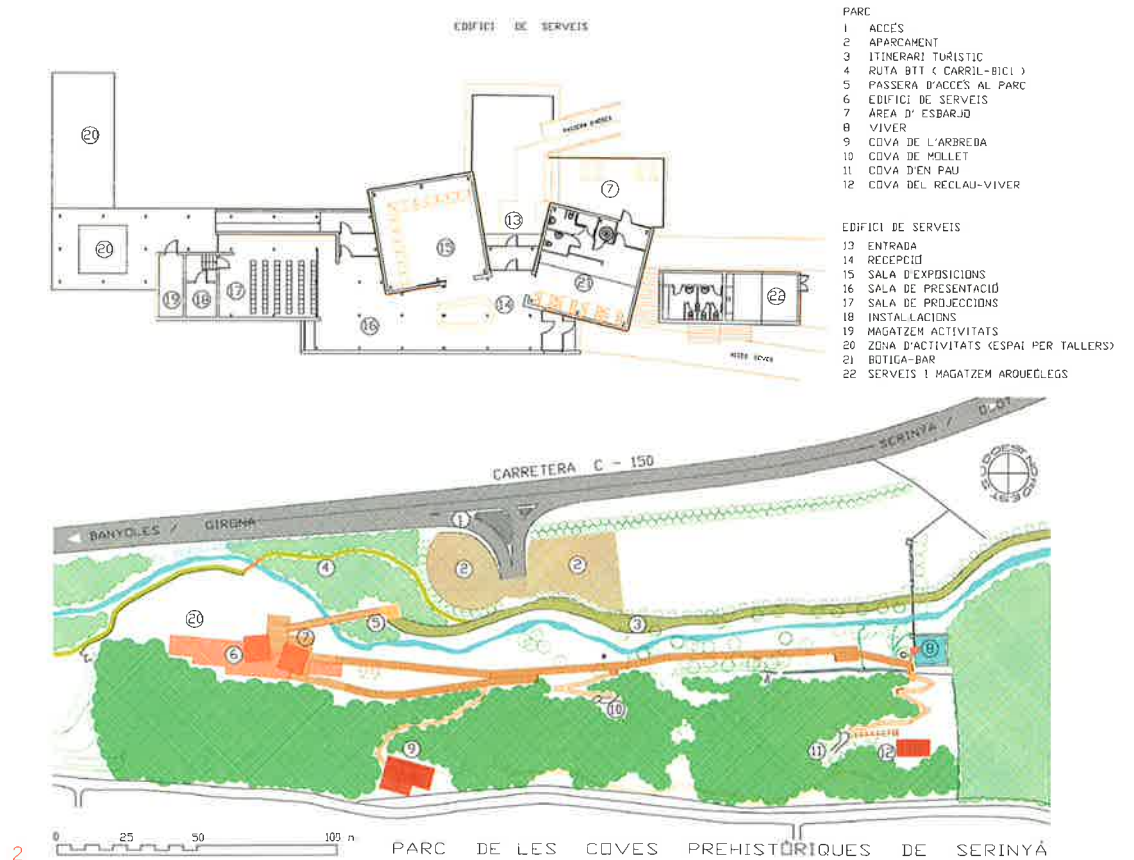 EDIFICI DE SERVEIS
PASSERA D'ACCÉS
20
20
7
13
15
14
21
22
19
18
17
16
ACCÉS COVES
PARC
1 ACCÉS
2 APARCAMENT
3 ITINERARI TURÍSTIC
4 RUTA BTT ( CARRIL-BICI )
5 PASSERA D'ACCÉS AL PARC
6 EDIFICI DE SERVEIS
7 ÀREA D' ESBARJO
8 VIVER
9 COVA DE L'ARBREDA
10 COVA DE MOLLET
11 COVA D'EN PAU
12 COVA DEL RECLAU-VIVER
EDIFICI DE SERVEIS
13 ENTRADA
14 RECEPCIÓ
15 SALA D'EXPOSICIONS
16 SALA DE PRESENTACIÓ
17 SALA DE PROJECCIONS
18 INSTAL.LACIONS
19 MAGATZEM ACTIVITATS
20 ZONA D'ACTIVITATS (ESPAI PER TALLERS)
21 BOTIGA-BAR
22 SERVEIS I MAGATZEM ARQUEÒLEGS
CARRETERA C - 150
SERINYÀ / OLOT
BANYOLES / GIRONA
SUDOEST NORDEST
1
2
2
4
20
5
3
6
7
8
10
9
11
12
0 25 50 100 m
2
PARC DE LES COVES PREHISTÒRIQUES DE SERINYÀ